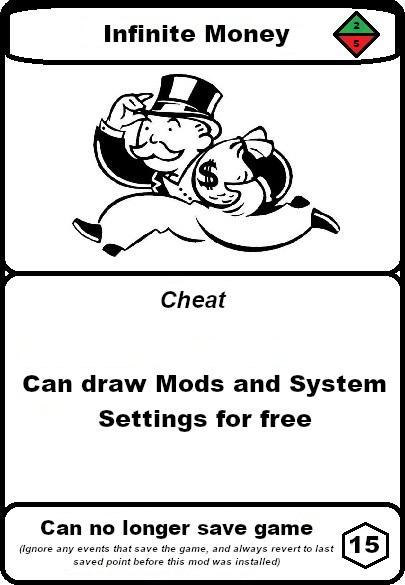 Infinite Money
2
5
$
Cheat
Can draw Mods and System
Settings for free
Can no longer save game
(Ignore any events that save the game, and always revert to last
saved point before this mod was installed)
15